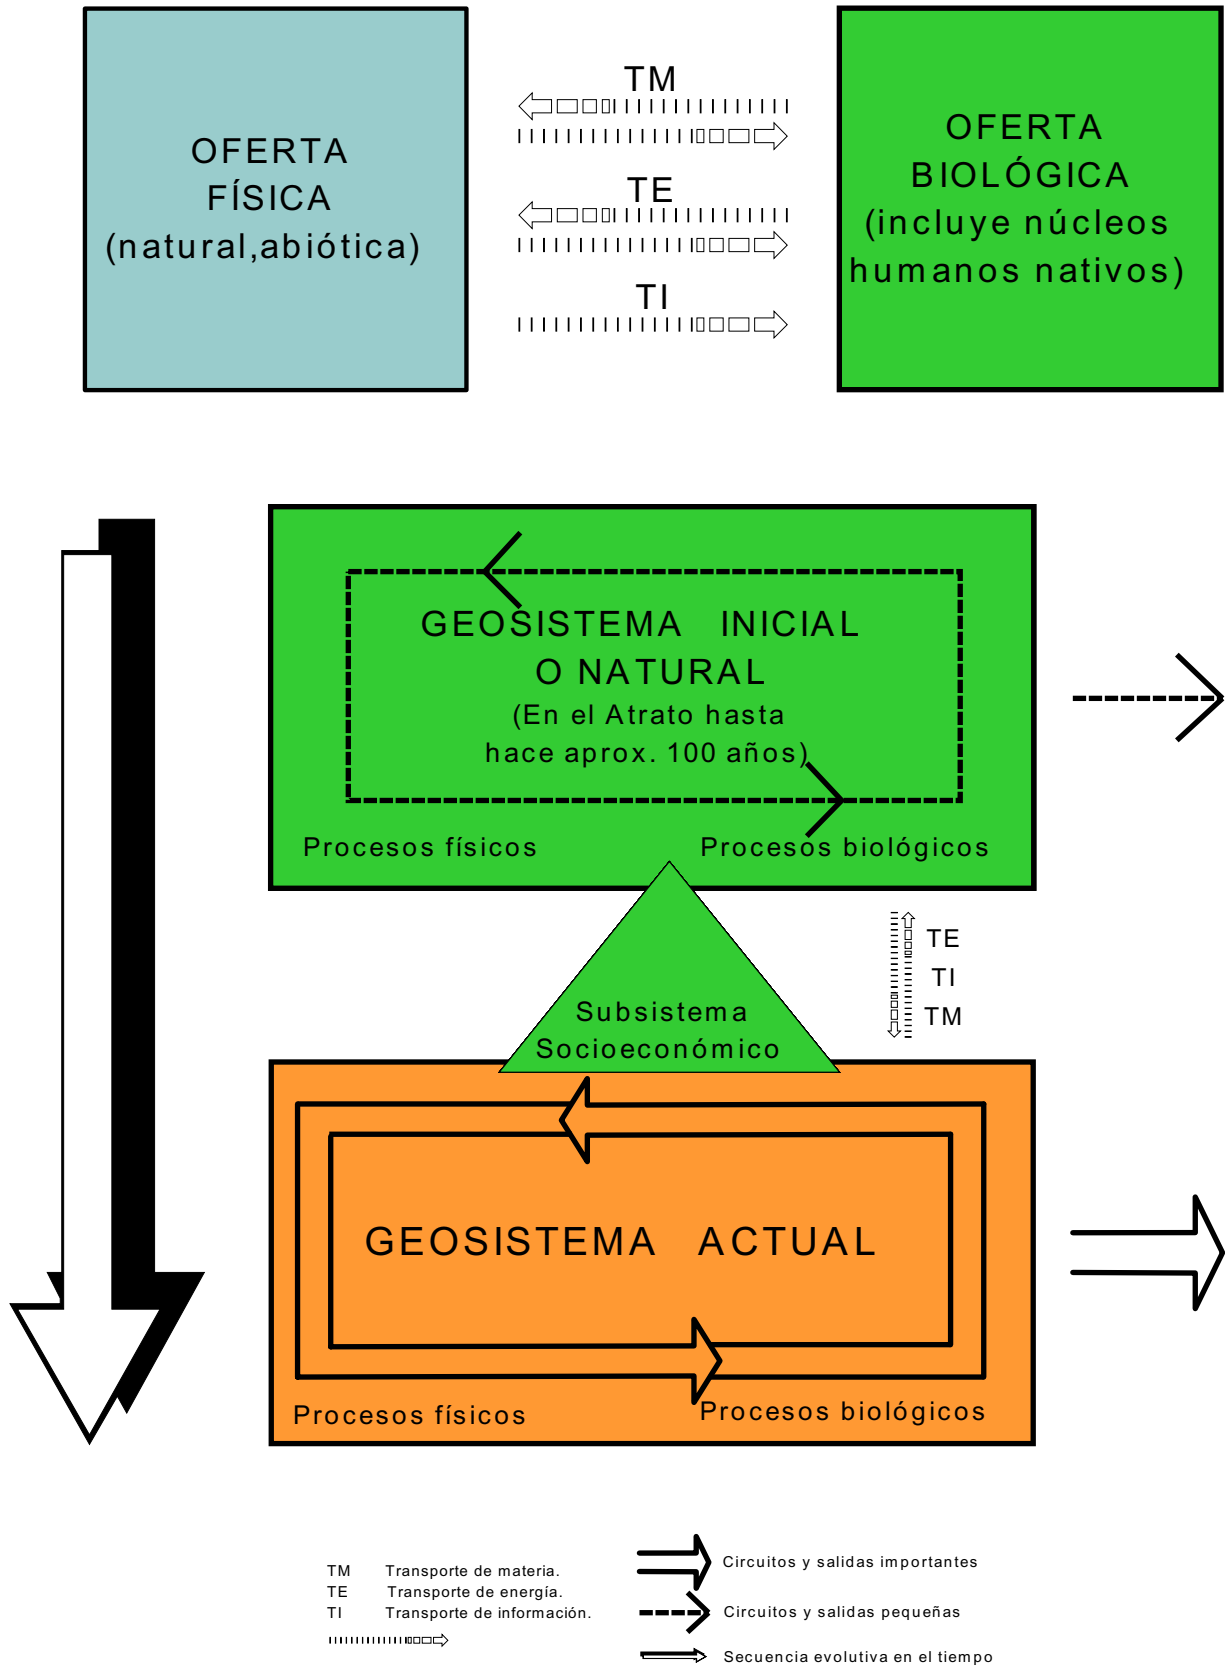 OFERTA
FÍSICA
(natural,abiótica)
TM
TE
TI
OFERTA
BIOLÓGICA
(incluye núcleos
humanos nativos)
GEOSISTEMA INICIAL
O NATURAL
(En el Atrato hasta
hace aprox. 100 años)
Procesos físicos
Procesos biológicos
TE
TI
TM
Subsistema
Socioeconómico
GEOSISTEMA ACTUAL
Procesos físicos
Procesos biológicos
TM Transporte de materia.
TE Transporte de energía.
TI Transporte de información.
Circuitos y salidas importantes
Circuitos y salidas pequeñas
Secuencia evolutiva en el tiempo